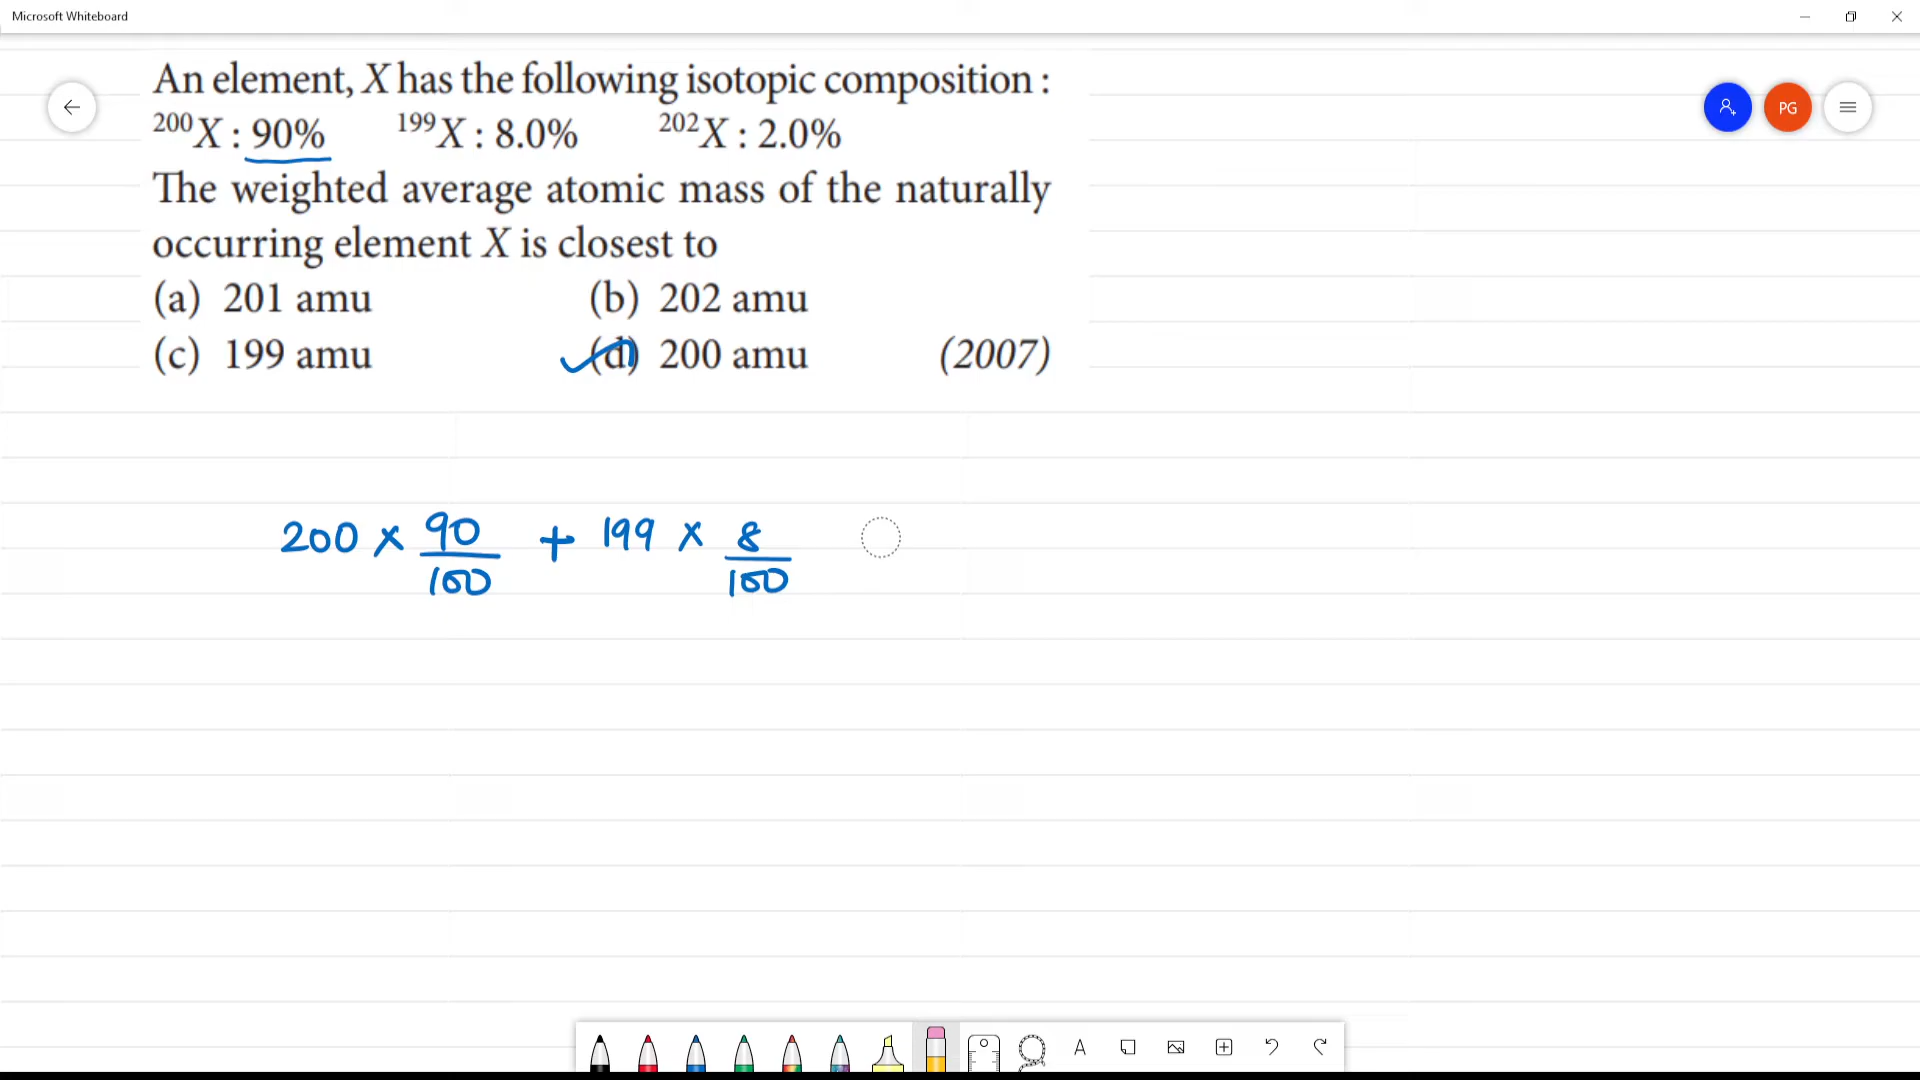 Microsoft Whiteboard
An element, X has the following isotopic composition :
²⁰⁰X : 90% ¹⁹⁹X : 8.0% ²⁰²X : 2.0%
The weighted average atomic mass of the naturally
occurring element X is closest to
(a) 201 amu (b) 202 amu
(c) 199 amu (d) 200 amu (2007)
PG
200 × 90/100 + 199 × 8/100
A